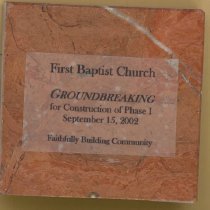 First Baptist Church
GROUNDBREAKING
for Construction of Phase I
September 15, 2002
Faithfully Building Community